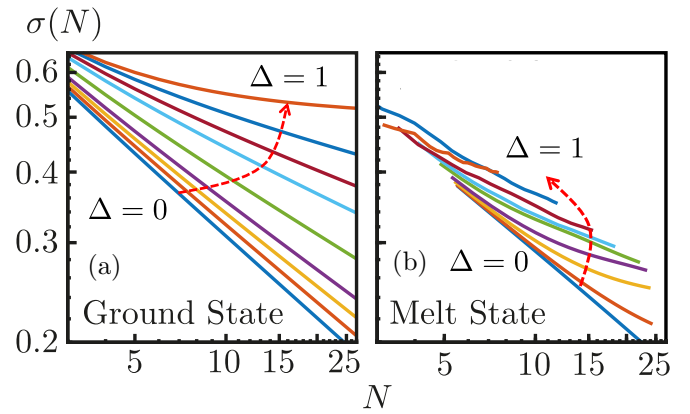 σ(N)
0.6
0.5
0.4
0.3
0.2
Δ = 1
Δ = 0
(a)
Ground State
5
10
15
25
Δ = 1
Δ = 0
(b)
Melt State
5
10
15
25
N